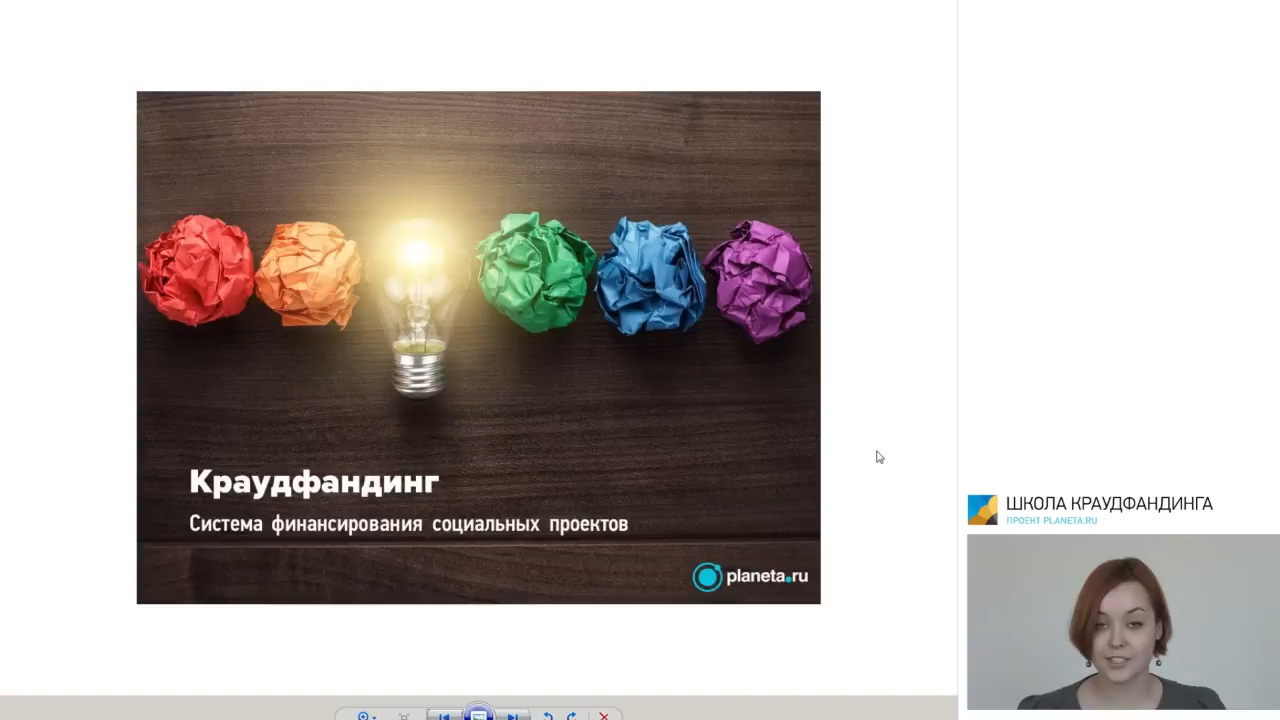 Краудфандинг
Система финансирования социальных проектов
planeta.ru
ШКОЛА КРАУДФАНДИНГА
ПРОЕКТ PLANETA.RU